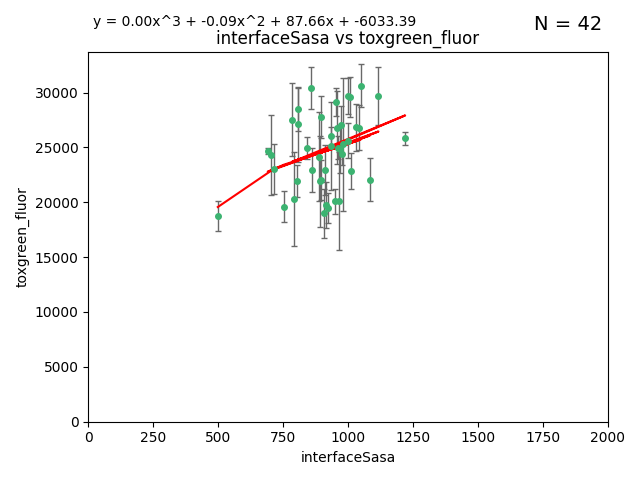 y = 0.00x^3 + -0.09x^2 + 87.66x + -6033.39
N = 42
interfaceSasa vs toxgreen_fluor
30000
25000
20000
15000
10000
5000
0
toxgreen_fluor
0 250 500 750 1000 1250 1500 1750 2000
interfaceSasa